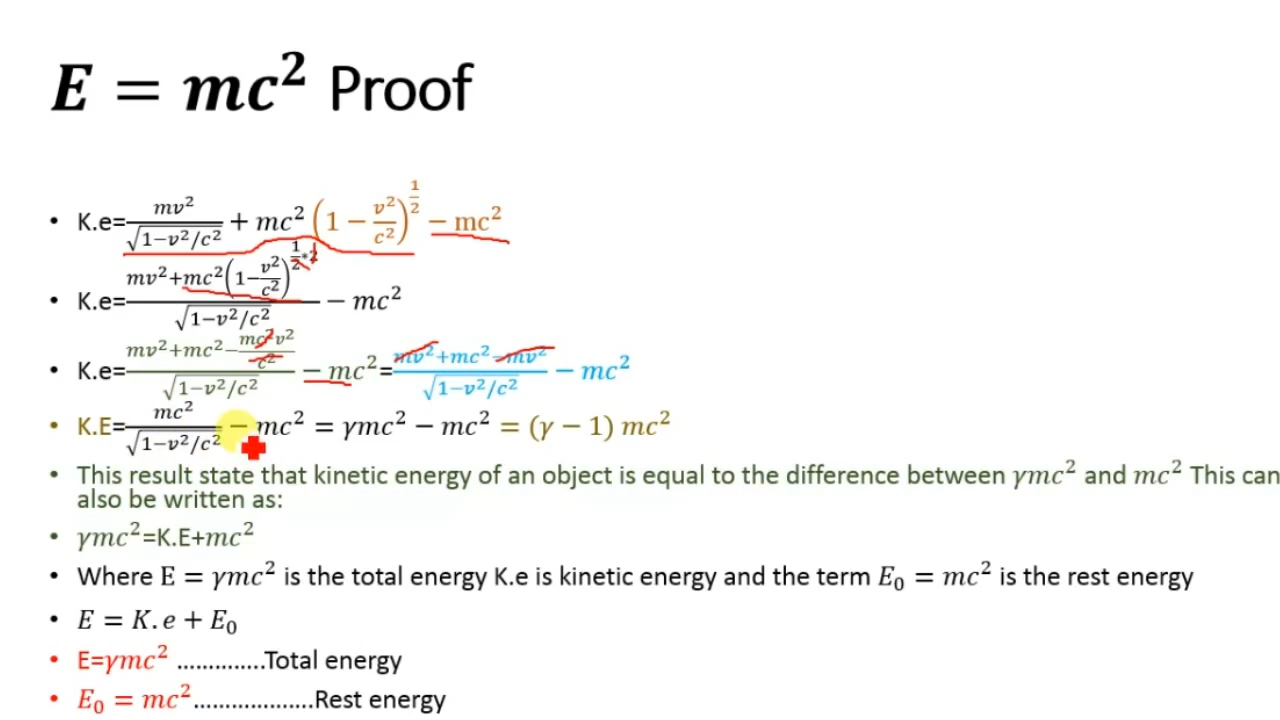 E = mc² Proof
• K.e= mv²/√1−v²/c² + mc² (1 − v²/c²)^1/2 − mc²
• K.e= mv²+mc²(1−v²/c²)^1/2*2 / √1−v²/c² − mc²
• K.e= mv²+mc²−mc²v²/c² / √1−v²/c² − mc²= mv²+mc²−mv² / √1−v²/c² − mc²
• K.E= mc²/√1−v²/c² − mc² = γmc² − mc² = (γ − 1) mc²
• This result state that kinetic energy of an object is equal to the difference between γmc² and mc² This can
also be written as:
• γmc²=K.E+mc²
• Where E = γmc² is the total energy K.e is kinetic energy and the term E₀ = mc² is the rest energy
• E = K.e + E₀
• E=γmc² ..............Total energy
• E₀ = mc²...................Rest energy